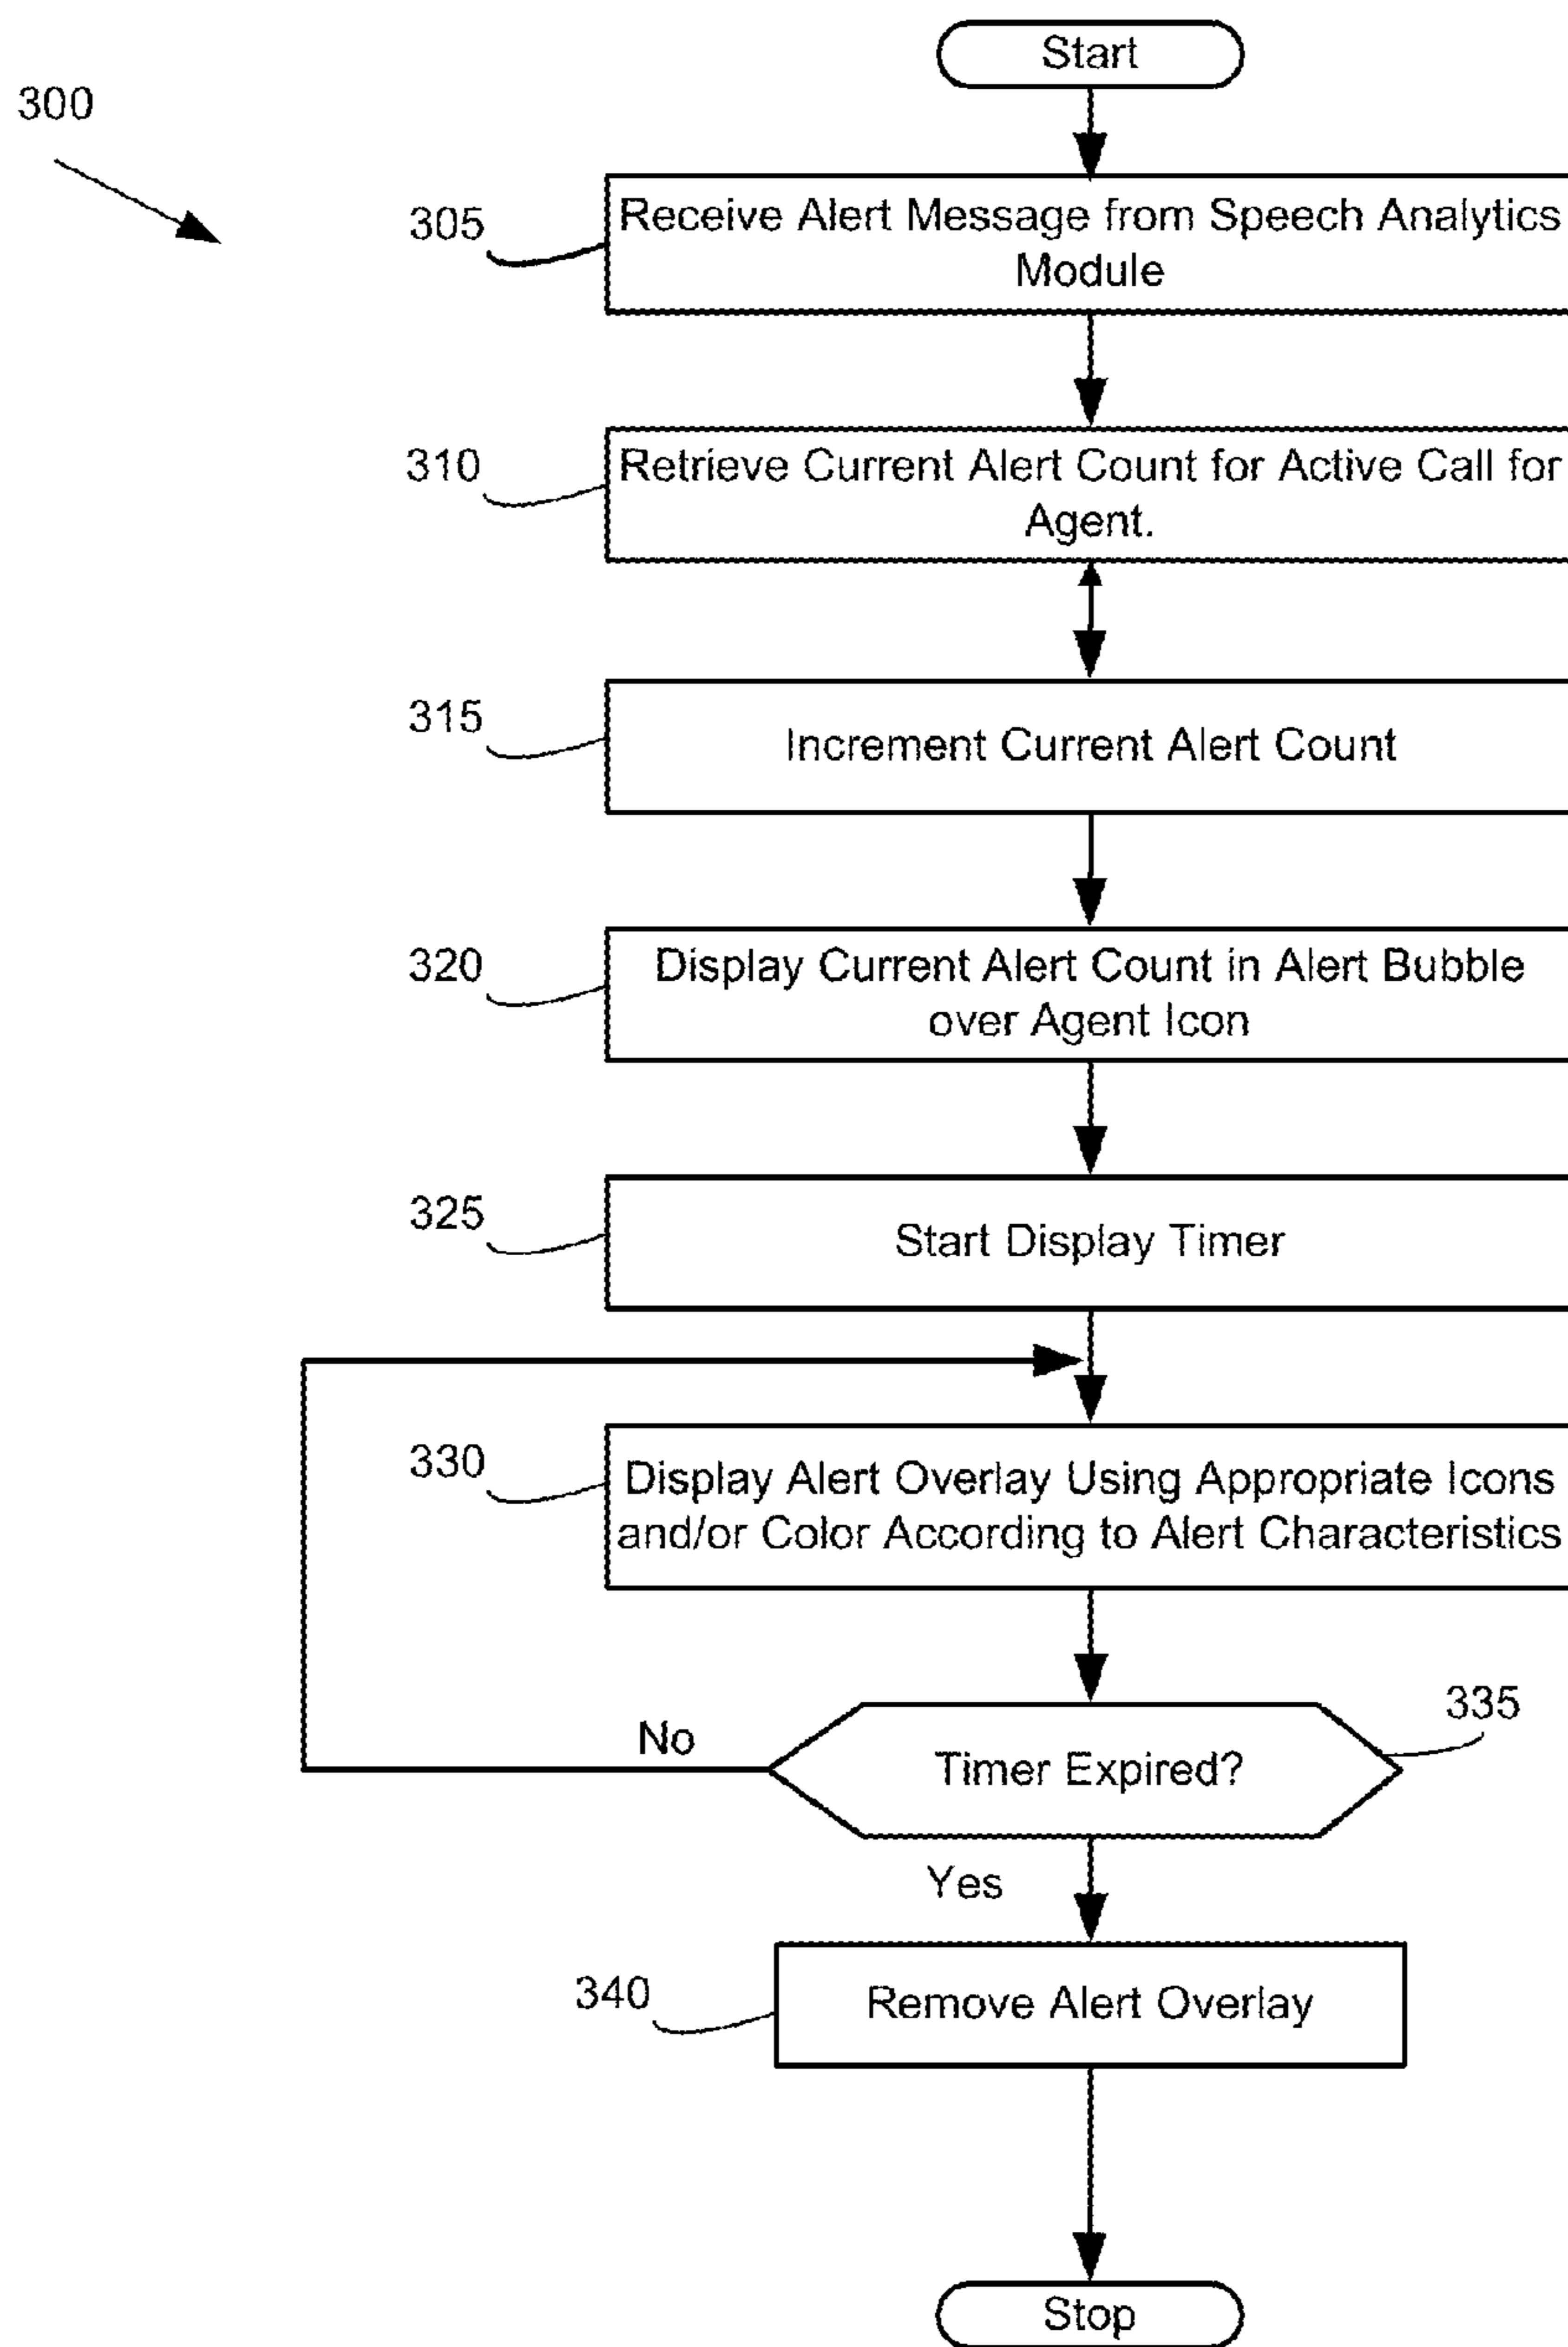 Start
300
305
Receive Alert Message from Speech Analytics
Module
310
Retrieve Current Alert Count for Active Call for
Agent.
315
Increment Current Alert Count
320
Display Current Alert Count in Alert Bubble
over Agent Icon
325
Start Display Timer
330
Display Alert Overlay Using Appropriate Icons
and/or Color According to Alert Characteristics
335
No
Timer Expired?
Yes
340
Remove Alert Overlay
Stop